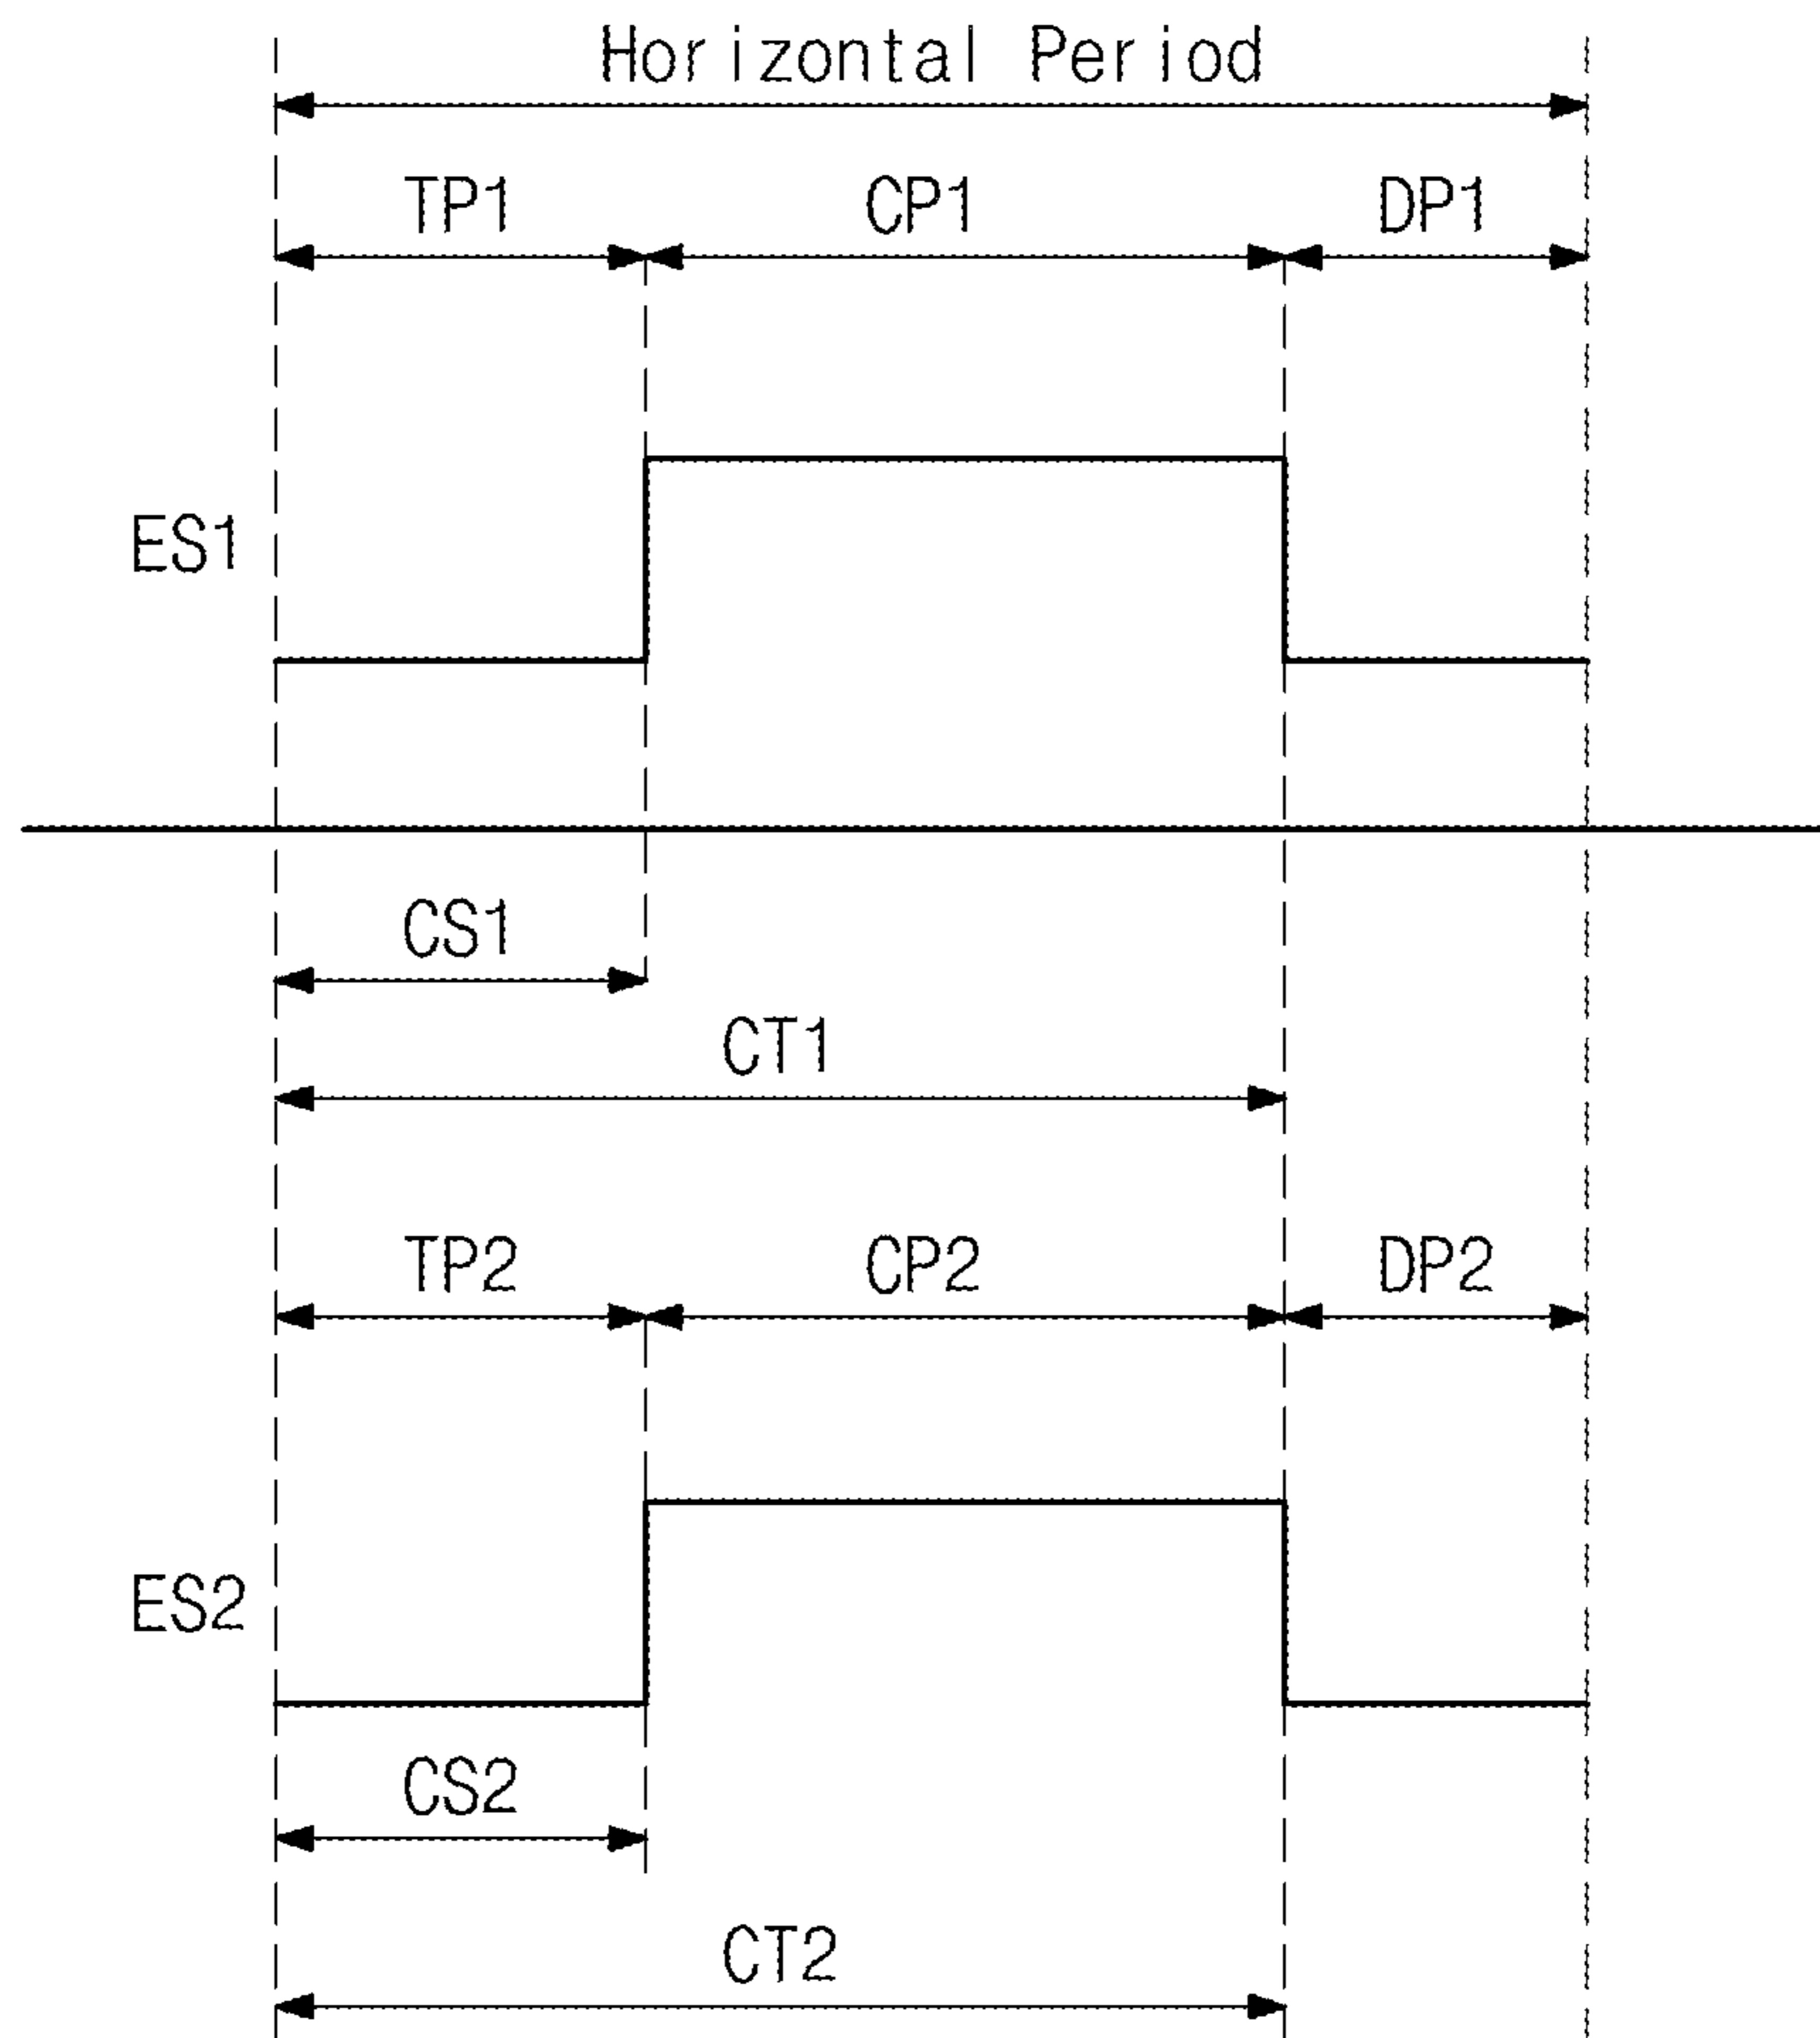 Horizontal Period
TP1 CP1 DP1
ES1
CS1
CT1
TP2 CP2 DP2
ES2
CS2
CT2